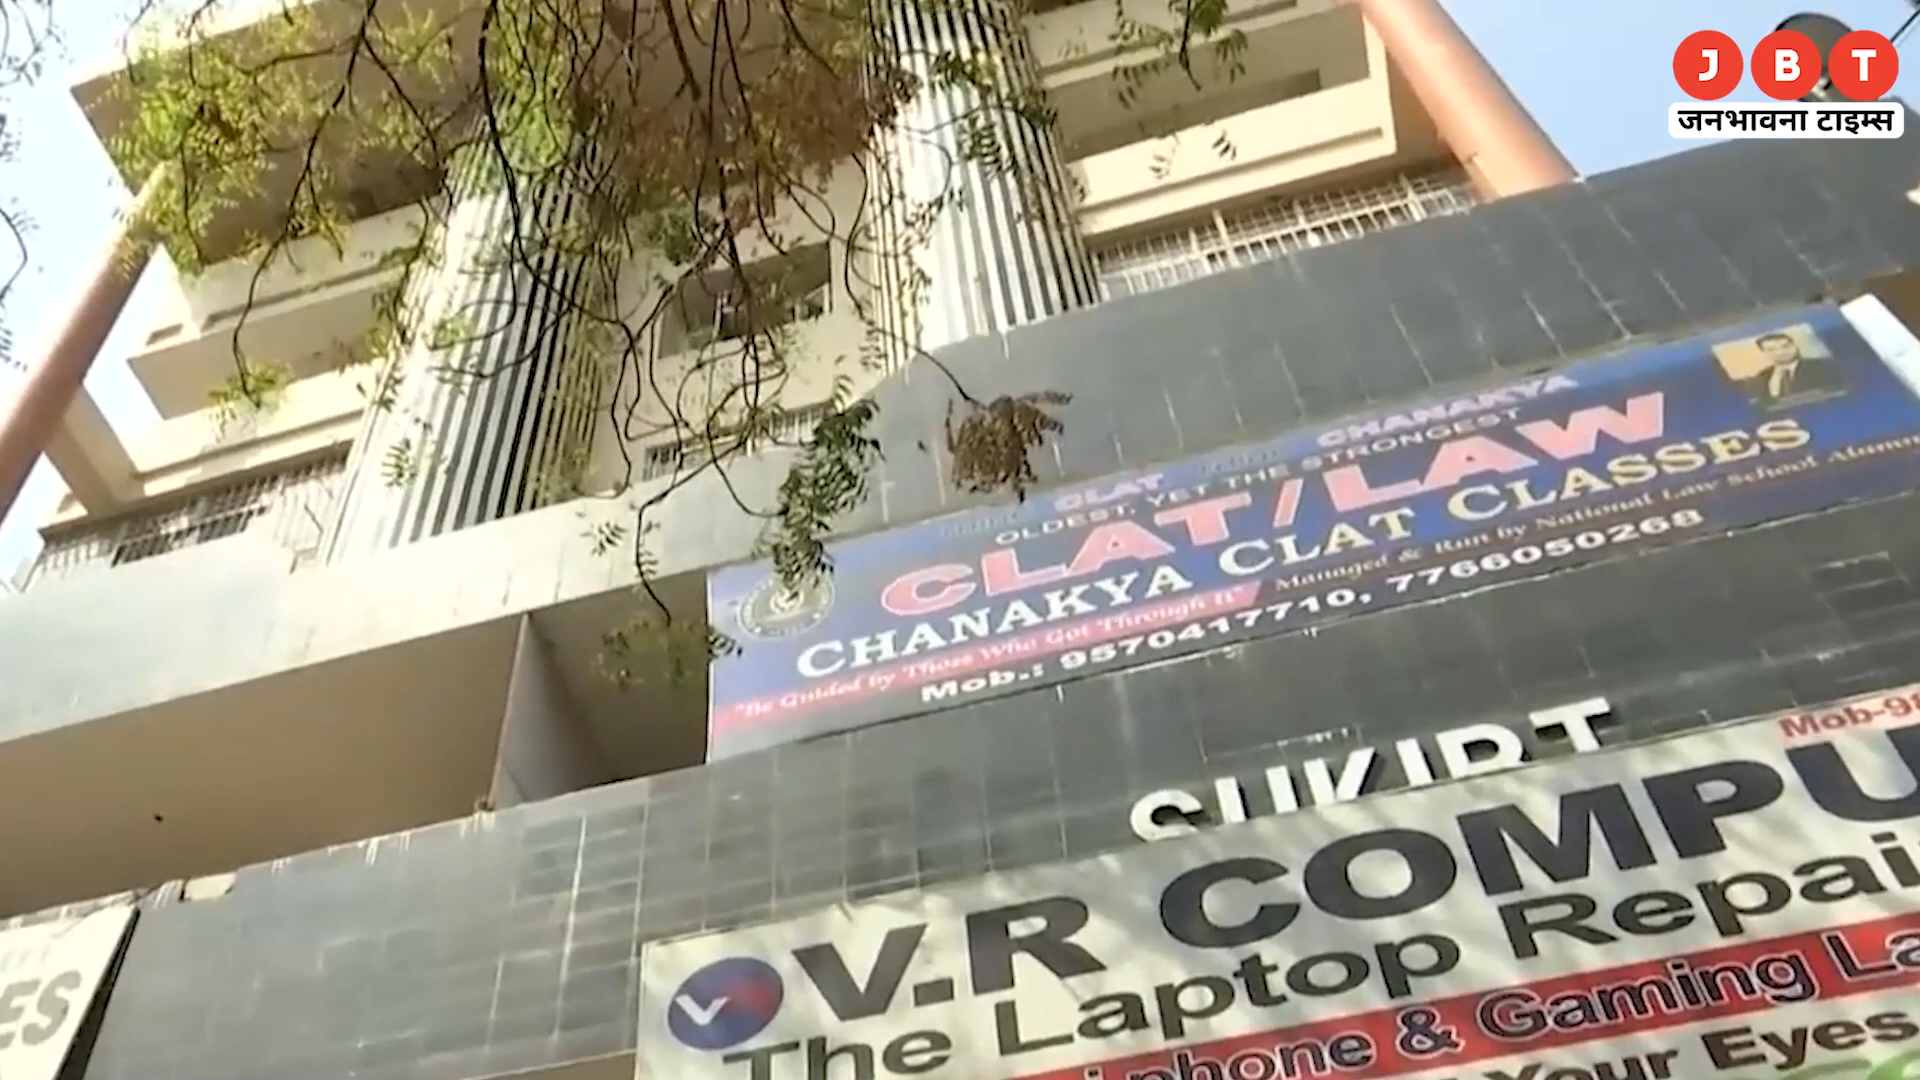 J B T
जनभावना टाइम्स
CLAT CHANAKYA
OLDEST, YET THE STRONGEST
CLAT/LAW
CHANAKYA CLAT CLASSES
"Be Guided by Those Who Got Through It" Managed & Run by National Law School Alumni
Mob.: 9570417710, 7766050268
SUKIRT
Mob-98
V.R COMPU
The Laptop Repai
iphone & Gaming La
Your Eyes
ES